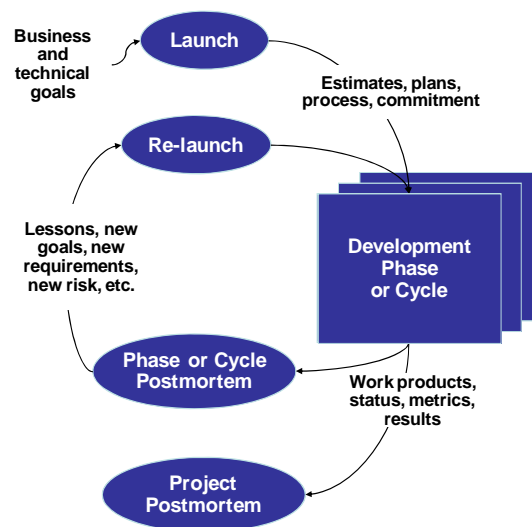 Business
and
technical
goals
Launch
Estimates, plans,
process, commitment
Re-launch
Lessons, new
goals, new
requirements,
new risk, etc.
Development
Phase
or Cycle
Phase or Cycle
Postmortem
Work products,
status, metrics,
results
Project
Postmortem